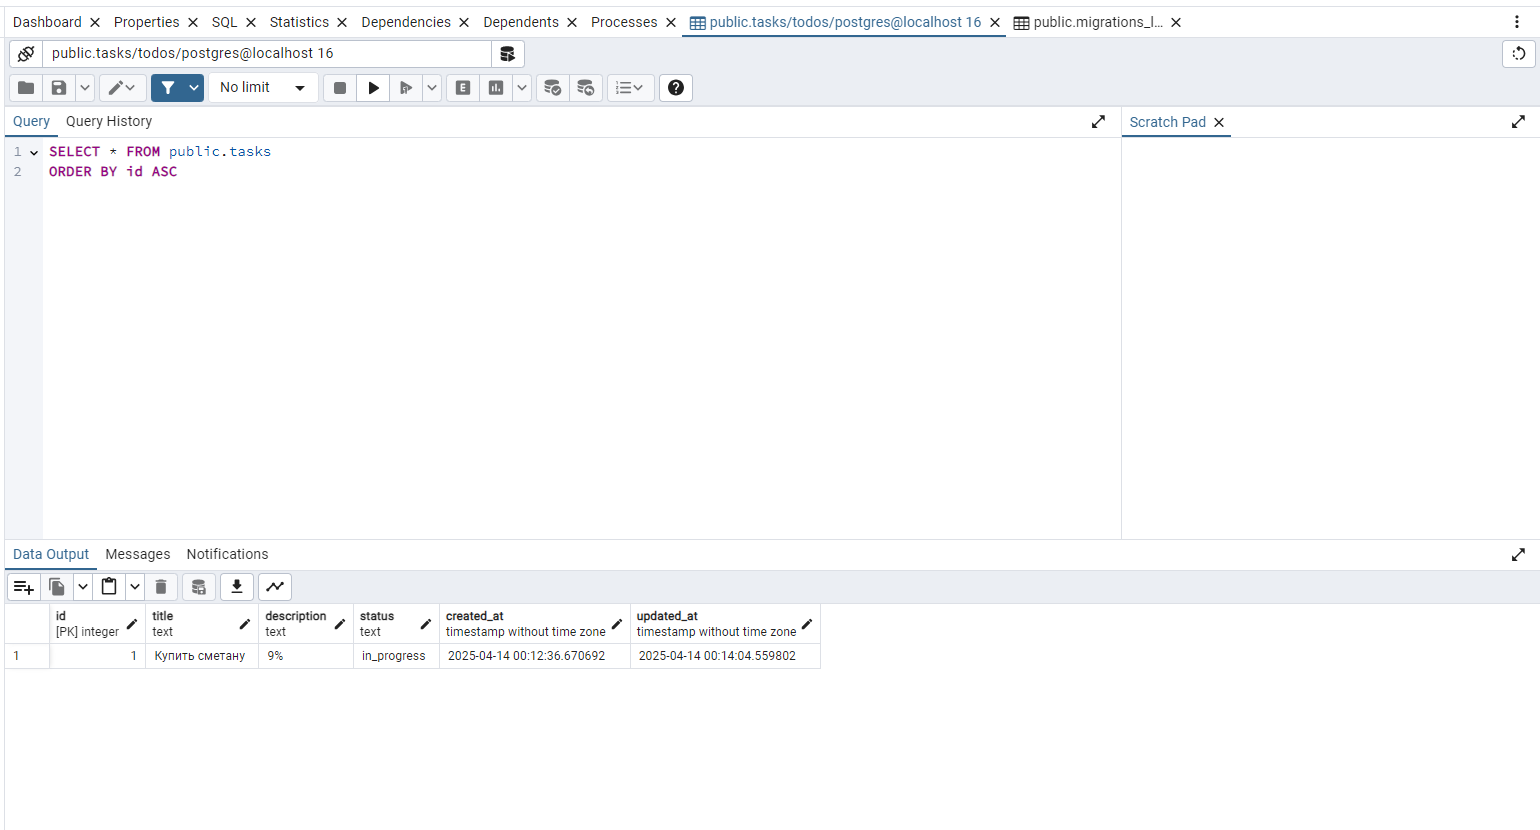 Dashboard Properties SQL Statistics Dependencies Dependents Processes public.tasks/todos/postgres@localhost 16 public.migrations_l...
public.tasks/todos/postgres@localhost 16
No limit E
Query Query History Scratch Pad
1 SELECT * FROM public.tasks
2 ORDER BY id ASC
Data Output Messages Notifications
id title description status created_at updated_at
[PK] integer text text text timestamp without time zone timestamp without time zone
1 1 Купить сметану 9% in_progress 2025-04-14 00:12:36.670692 2025-04-14 00:14:04.559802